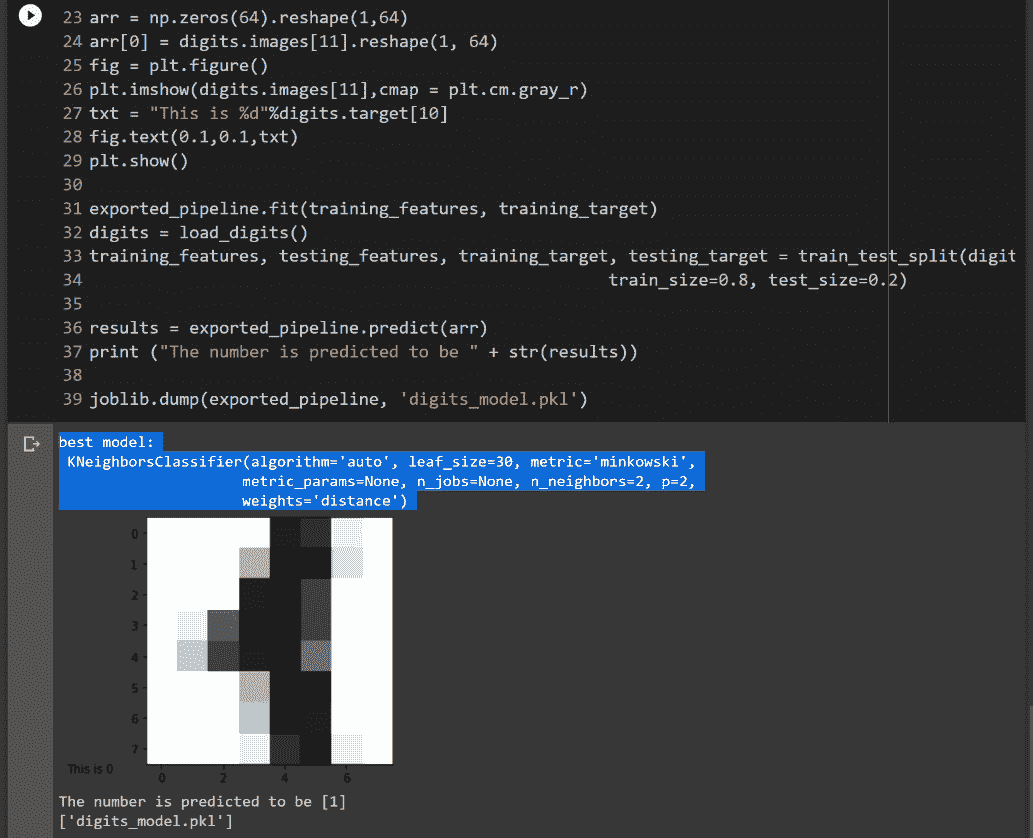 23 arr = np.zeros(64).reshape(1,64)
24 arr[0] = digits.images[11].reshape(1, 64)
25 fig = plt.figure()
26 plt.imshow(digits.images[11],cmap = plt.cm.gray_r)
27 txt = "This is %d"%digits.target[10]
28 fig.text(0.1,0.1,txt)
29 plt.show()
30
31 exported_pipeline.fit(training_features, training_target)
32 digits = load_digits()
33 training_features, testing_features, training_target, testing_target = train_test_split(digit
34 train_size=0.8, test_size=0.2)
35
36 results = exported_pipeline.predict(arr)
37 print ("The number is predicted to be " + str(results))
38
39 joblib.dump(exported_pipeline, 'digits_model.pkl')
best model:
KNeighborsClassifier(algorithm='auto', leaf_size=30, metric='minkowski',
metric_params=None, n_jobs=None, n_neighbors=2, p=2,
weights='distance')
0
1
2
3
4
5
6
7
This is 0
0 2 4 6
The number is predicted to be [1]
['digits_model.pkl']